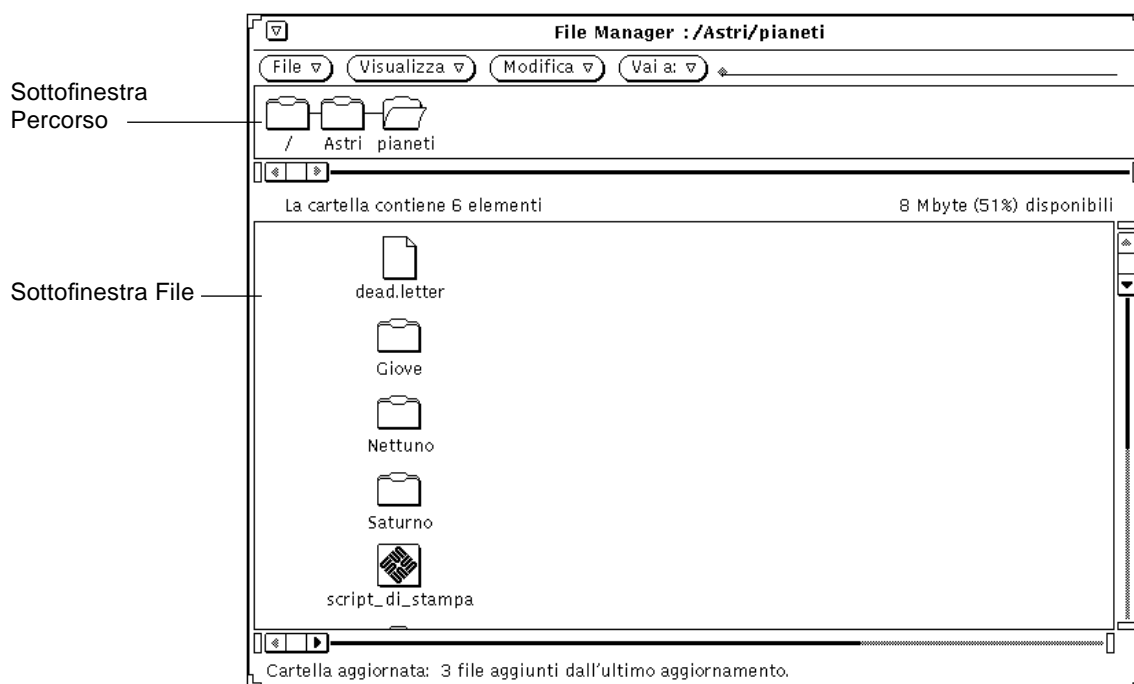 File Manager :/Astri/pianeti
File Visualizza Modifica Vai a:
Sottofinestra
Percorso
/ Astri pianeti
La cartella contiene 6 elementi 8 Mbyte (51%) disponibili
Sottofinestra File
dead.letter
Giove
Nettuno
Saturno
script_di_stampa
Cartella aggiornata: 3 file aggiunti dall'ultimo aggiornamento.